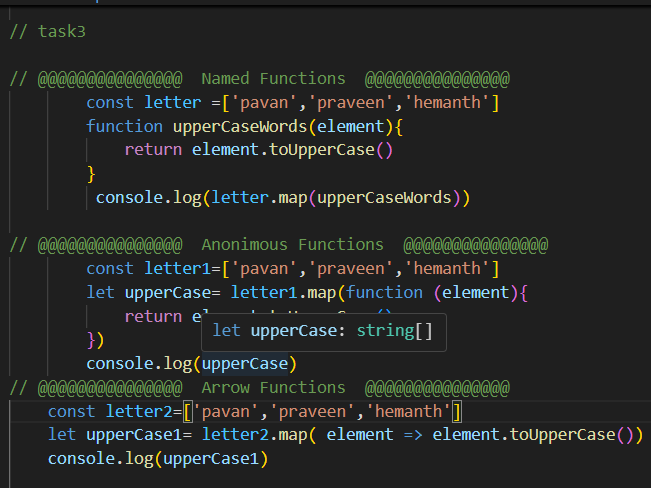 // task3
// @@@@@@@@@@@@@@@  Named Functions  @@@@@@@@@@@@@@@
const letter =['pavan','praveen','hemanth']
function upperCaseWords(element){
return element.toUpperCase()
}
console.log(letter.map(upperCaseWords))
// @@@@@@@@@@@@@@@  Anonimous Functions  @@@@@@@@@@@@@@@
const letter1=['pavan','praveen','hemanth']
let upperCase= letter1.map(function (element){
return
let upperCase: string[]
})
console.log(upperCase)
// @@@@@@@@@@@@@@@  Arrow Functions  @@@@@@@@@@@@@@@
const letter2=['pavan','praveen','hemanth']
let upperCase1= letter2.map( element => element.toUpperCase())
console.log(upperCase1)